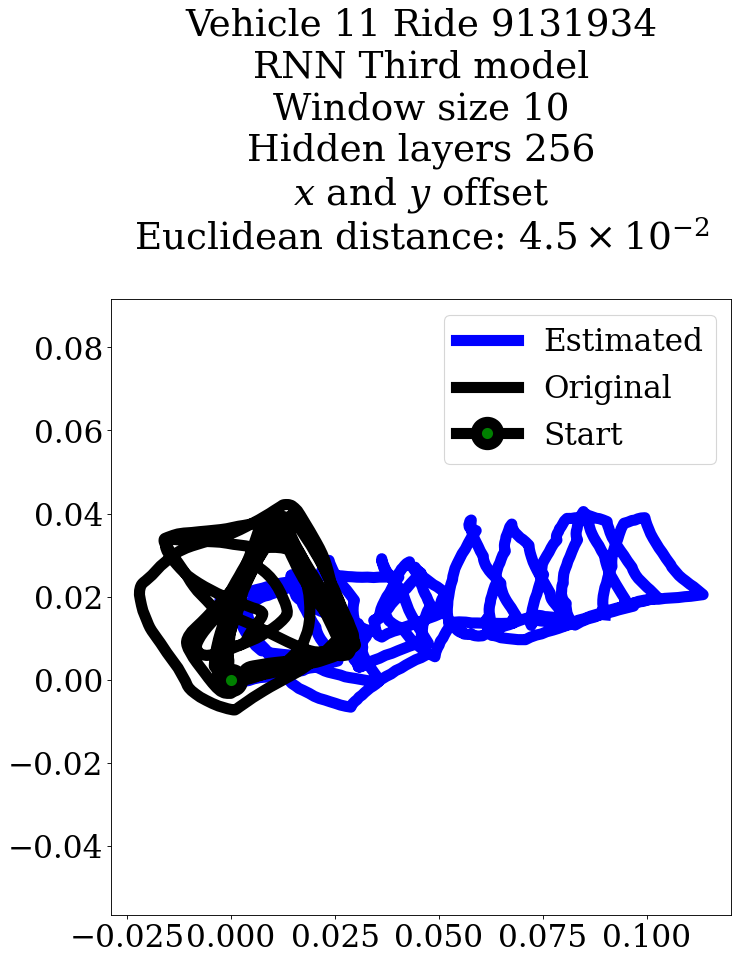 Vehicle 11 Ride 9131934
RNN Third model
Window size 10
Hidden layers 256
x and y offset
Euclidean distance: 4.5 × 10⁻²
Estimated
Original
Start
0.08
0.06
0.04
0.02
0.00
−0.02
−0.04
−0.025 0.000 0.025 0.050 0.075 0.100